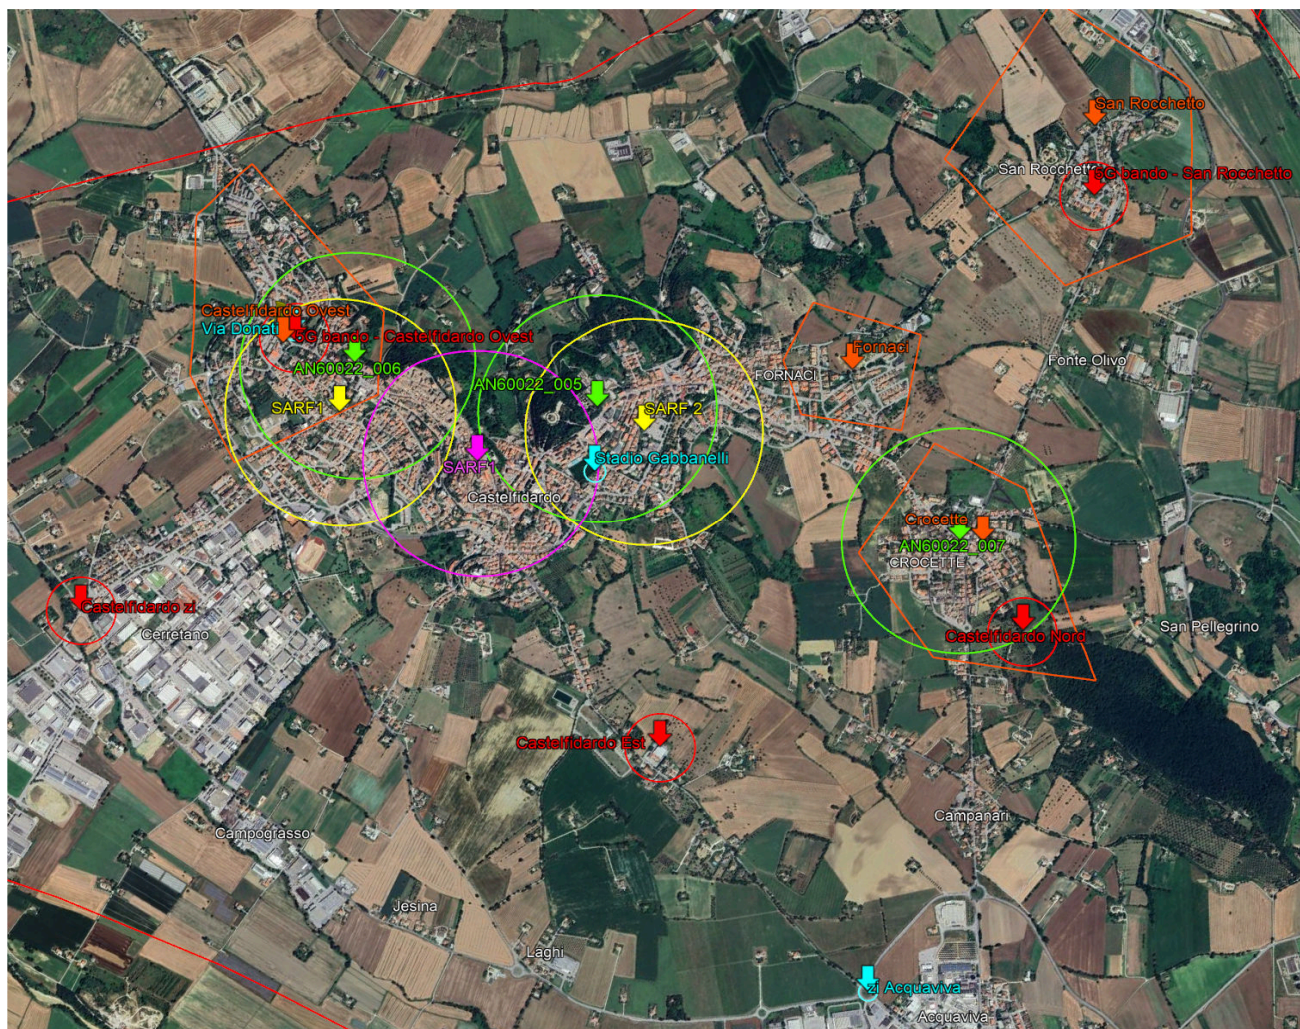 San Rocchetto
San Rocchetto
5G bando - San Rocchetto
Castelfidardo Ovest
Via Donati
5G bando - Castelfidardo Ovest
AN60022_006
Fornaci
FORNACI
Fonte Olivo
AN60022_005
SARF1
SARF 2
Stadio Gabbanelli
SARF1
Castelfidardo
Crocette
AN60022_007
CROCETTE
Castelfidardo zi
Cerretano
Castelfidardo Nord
San Pellegrino
Castelfidardo Est
Campanari
Campograsso
Jesina
Laghi
zi Acquaviva
Acquaviva